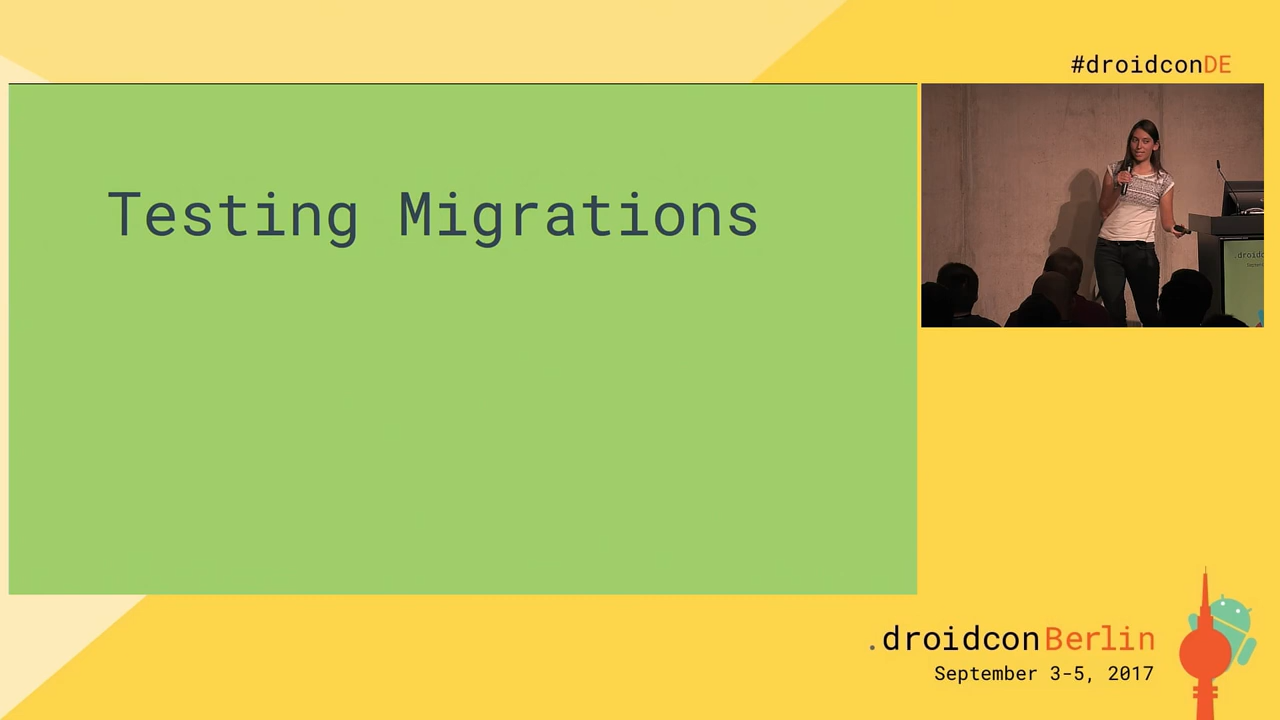 #droidconDE
Testing Migrations
.droidconBerlin
September 3-5, 2017